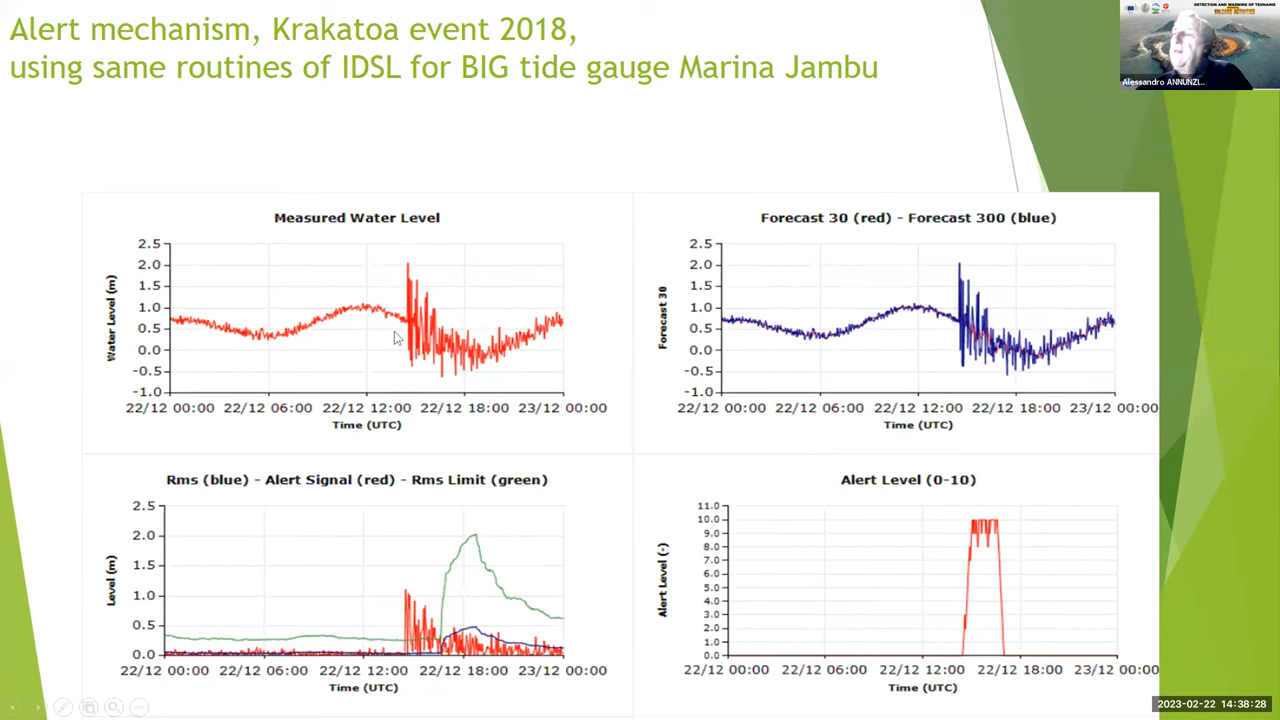 Alert mechanism, Krakatoa event 2018,
using same routines of IDSL for BIG tide gauge Marina Jambu
DETECTION AND WARNING OF TSUNAMIS
VOLCANO ACTIVITIES
Alessandro ANNUNZI...
Measured Water Level
2.5
2.0
1.5
1.0
0.5
0.0
-0.5
-1.0
Water Level (m)
22/12 00:00 22/12 06:00 22/12 12:00 22/12 18:00 23/12 00:00
Time (UTC)
Forecast 30 (red) - Forecast 300 (blue)
2.5
2.0
1.5
1.0
0.5
0.0
-0.5
-1.0
Forecast 30
22/12 00:00 22/12 06:00 22/12 12:00 22/12 18:00 23/12 00:00
Time (UTC)
Rms (blue) - Alert Signal (red) - Rms Limit (green)
2.5
2.0
1.5
1.0
0.5
0.0
Level (m)
22/12 00:00 22/12 06:00 22/12 12:00 22/12 18:00 23/12 00:00
Time (UTC)
Alert Level (0-10)
11.0
10.0
9.0
8.0
7.0
6.0
5.0
4.0
3.0
2.0
1.0
0.0
Alert Level (-)
22/12 00:00 22/12 06:00 22/12 12:00 22/12 18:00 23/12 00:00
Time (UTC)
2023-02-22 14:38:28